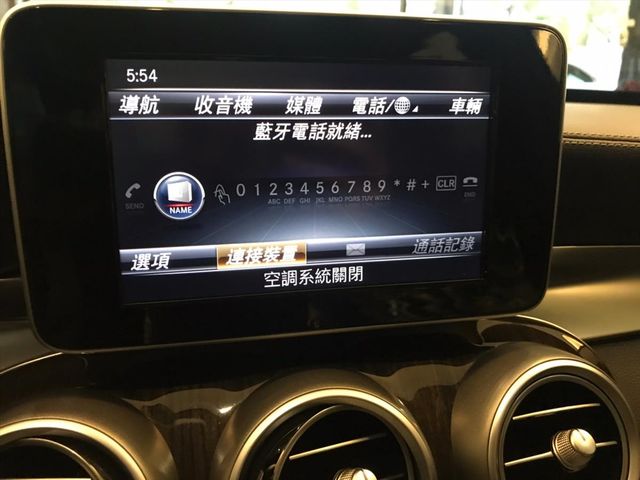 5:54
導航 收音機 媒體 電話/ 車輛
藍牙電話就緒...
SEND NAME 0 1 2 3 4 5 6 7 8 9 * # + CLR END
ABC DEF GHI JKL MNO PQRS TUV WXYZ
選項 連接裝置 通話記錄
空調系統關閉